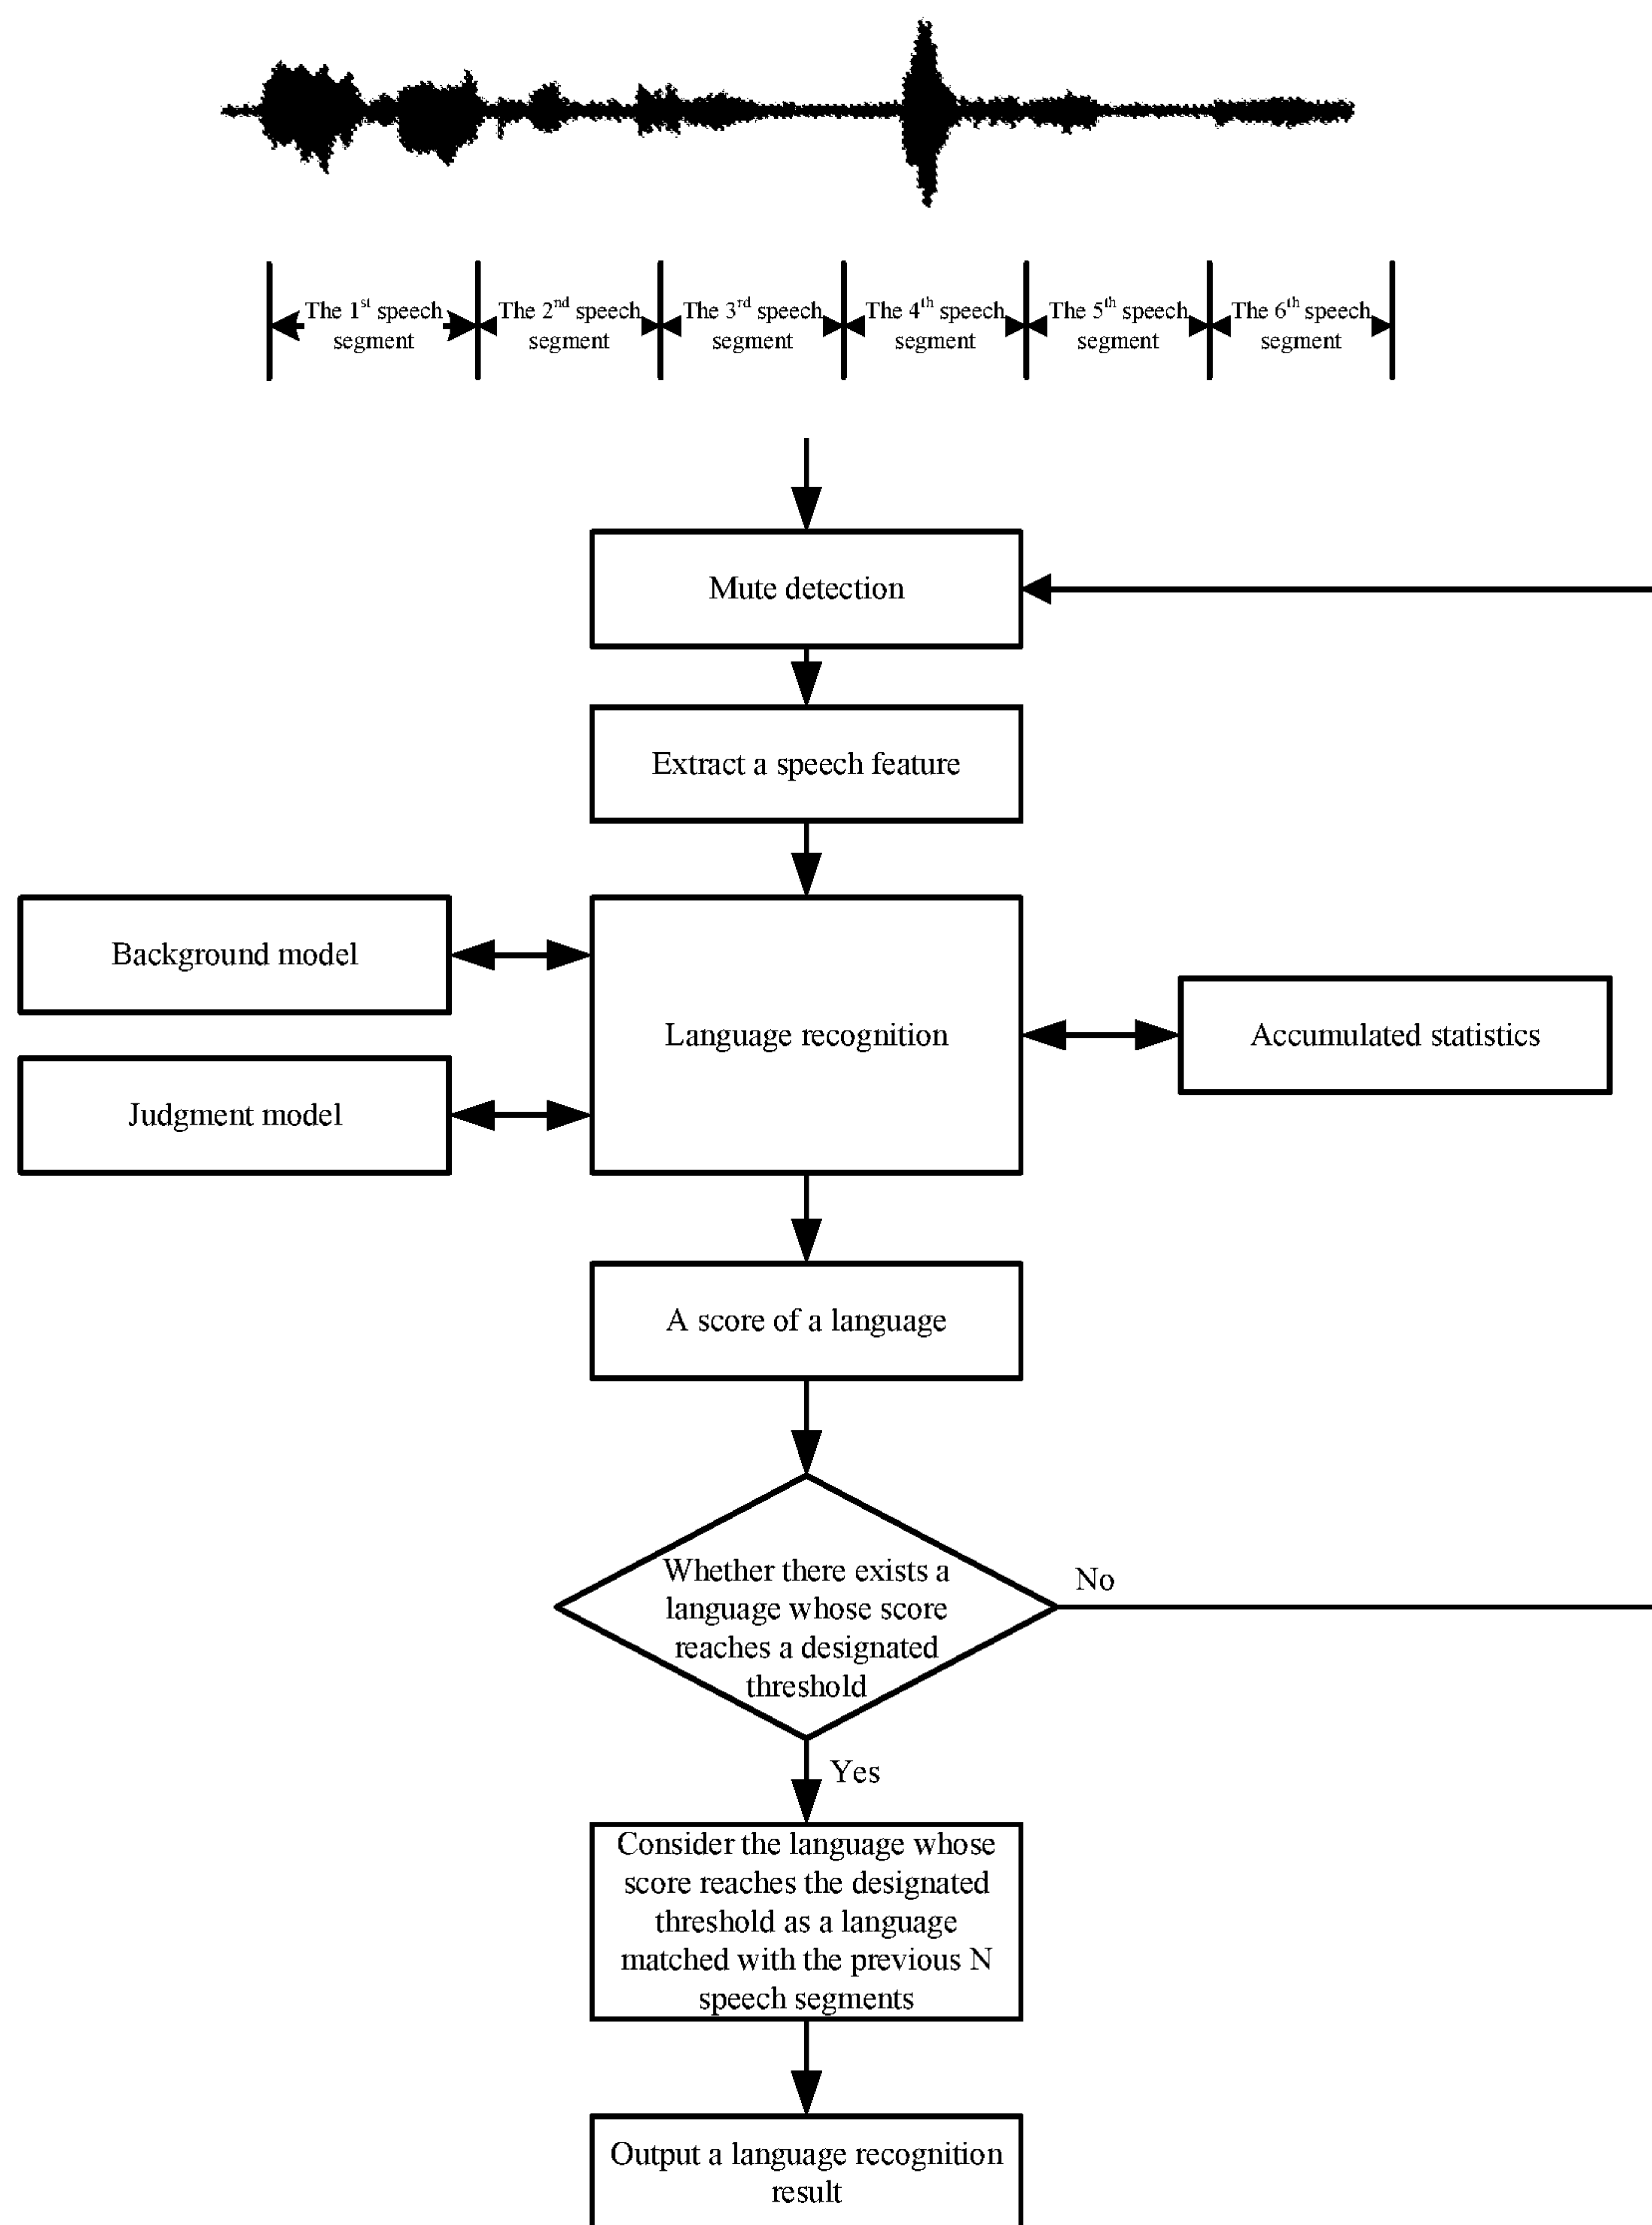 The 1st speech
segment
The 2nd speech
segment
The 3rd speech
segment
The 4th speech
segment
The 5th speech
segment
The 6th speech
segment
Mute detection
Extract a speech feature
Background model
Language recognition
Accumulated statistics
Judgment model
A score of a language
Whether there exists a
language whose score
reaches a designated
threshold
No
Yes
Consider the language whose
score reaches the designated
threshold as a language
matched with the previous N
speech segments
Output a language recognition
result